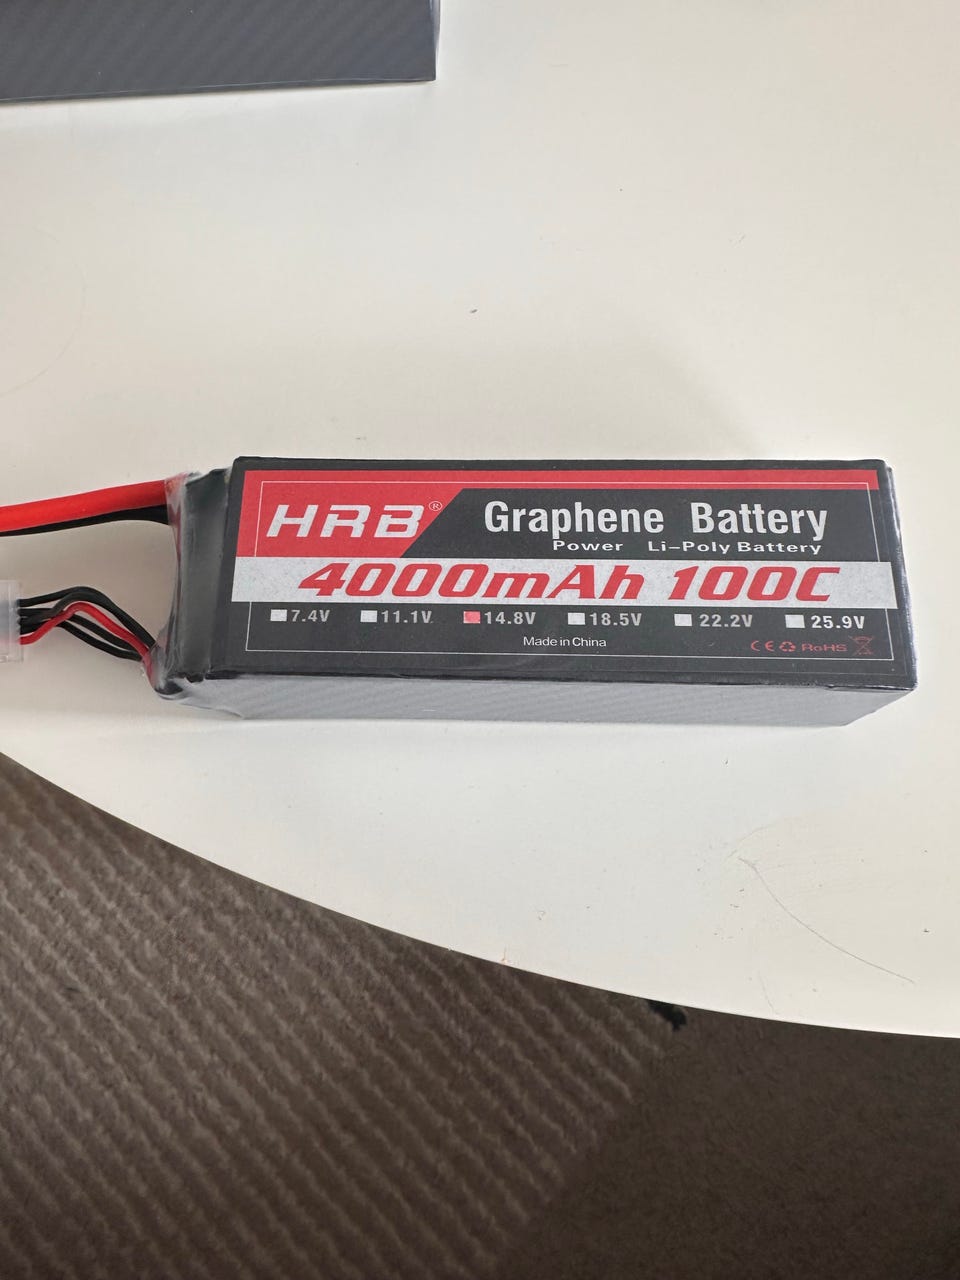 HRB®
Graphene Battery
Power Li-Poly Battery
4000mAh 100C
7.4V 11.1V 14.8V 18.5V 22.2V 25.9V
Made in China
CE RoHS